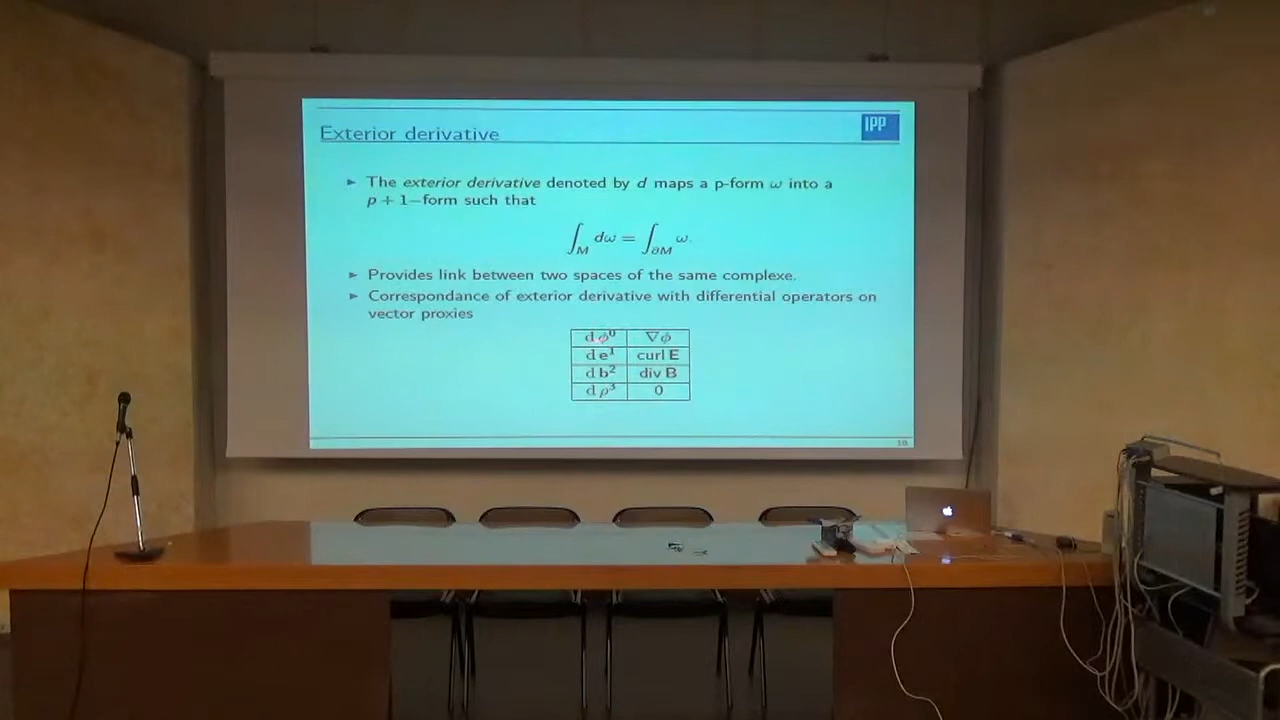 Exterior derivative
IPP
► The exterior derivative denoted by d maps a p-form ω into a
p + 1−form such that
∫_M dω = ∫_∂M ω.
► Provides link between two spaces of the same complexe.
► Correspondance of exterior derivative with differential operators on
vector proxies
d ϕ⁰ ∇ϕ
d e¹ curl E
d b² div B
d ρ³ 0